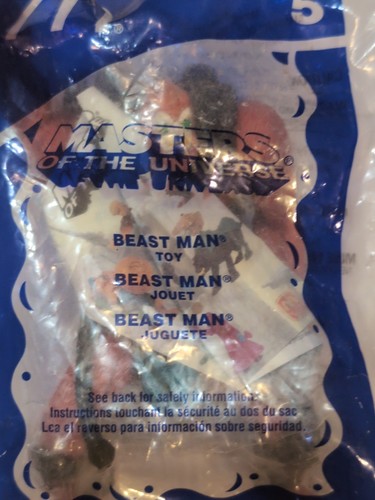 5
MASTERS®
OF THE UNIVERSE
BEAST MAN®
TOY
BEAST MAN®
JOUET
BEAST MAN®
JUGUETE
See back for safety information.
Instructions touchant la sécurité au dos du sac
Lea el reverso para información sobre seguridad.